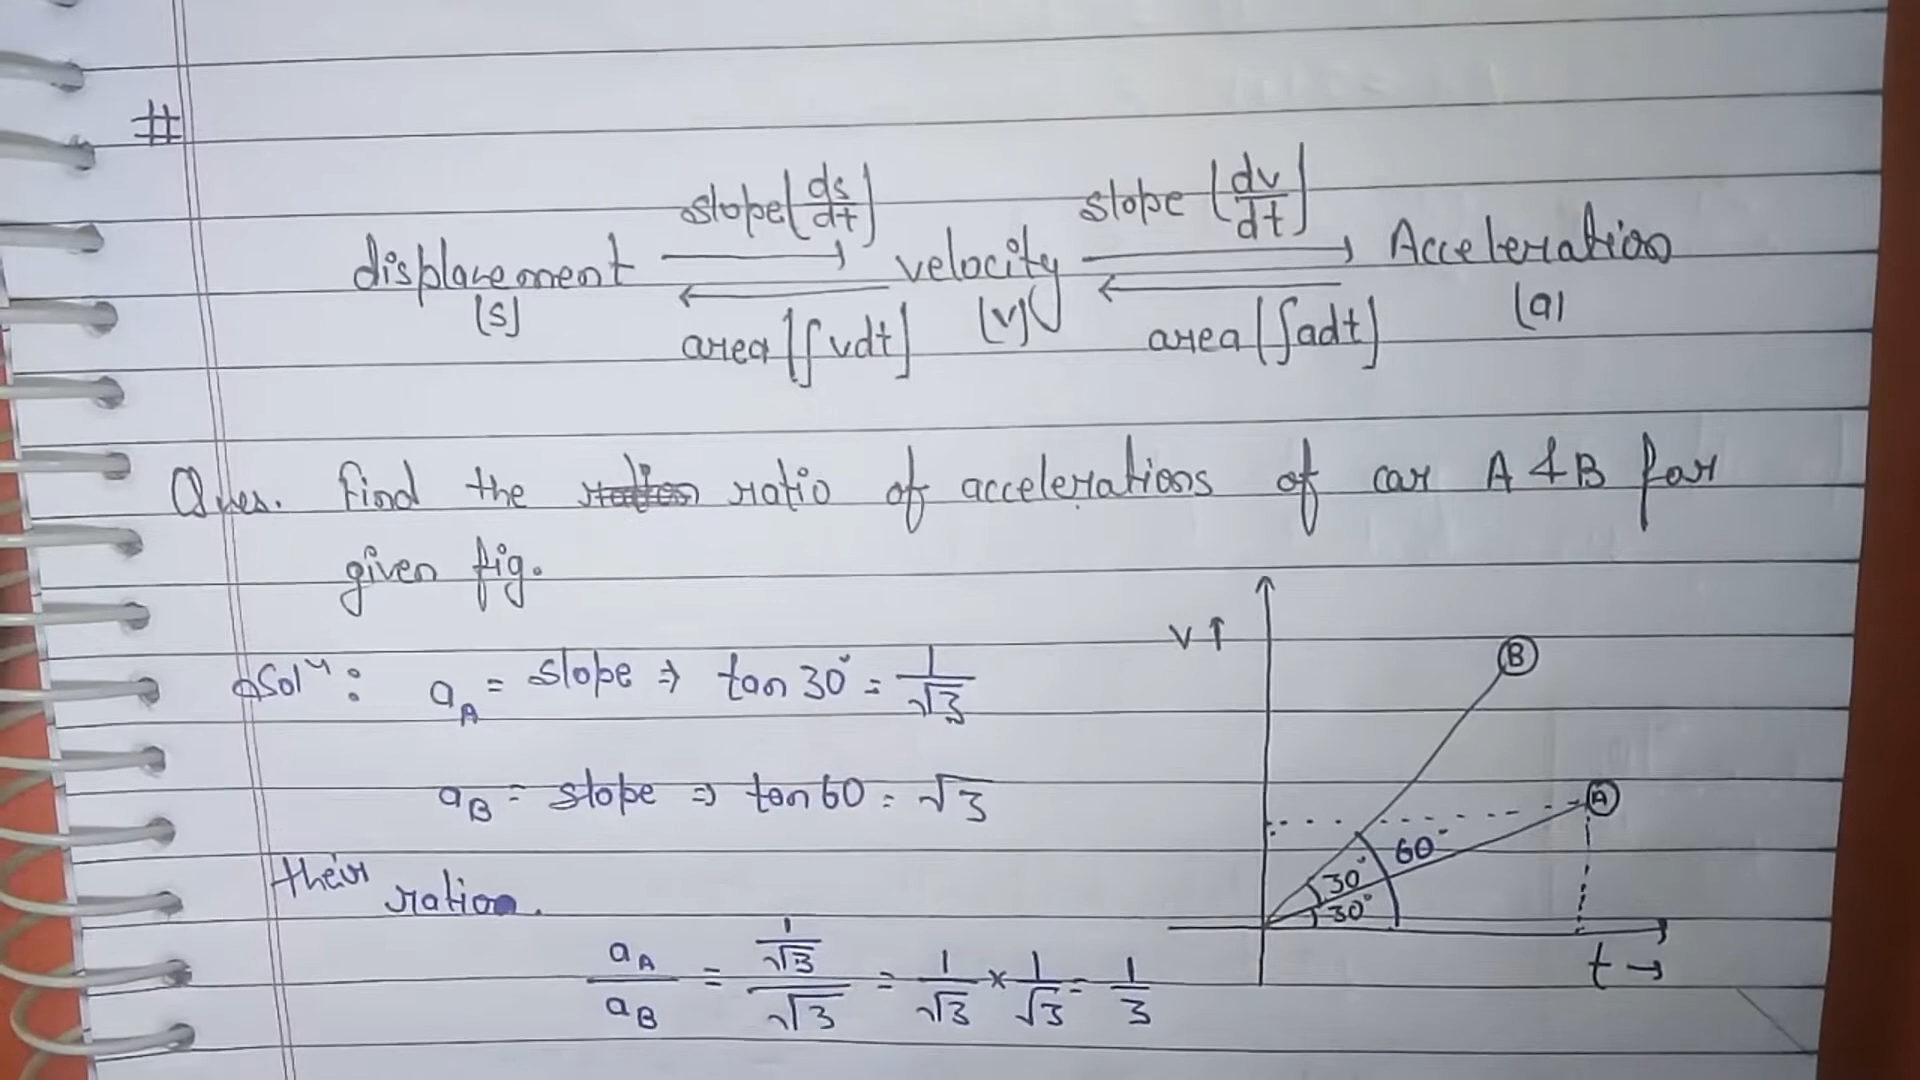 #
slope(ds/dt) slope (dv/dt)
displacement velocity Acceleration
(s) (v) (a)
area(∫vdt) area(∫adt)
Ques. Find the ratio of accelerations of car A & B for
given fig.
v↑
B
Solⁿ: a_A = slope ⇒ tan 30° = 1/√3
A
a_B = slope ⇒ tan 60 = √3
60°
30°
30°
their ration.
t →
a_A/a_B = (1/√3)/√3 = 1/√3 × 1/√3 = 1/3